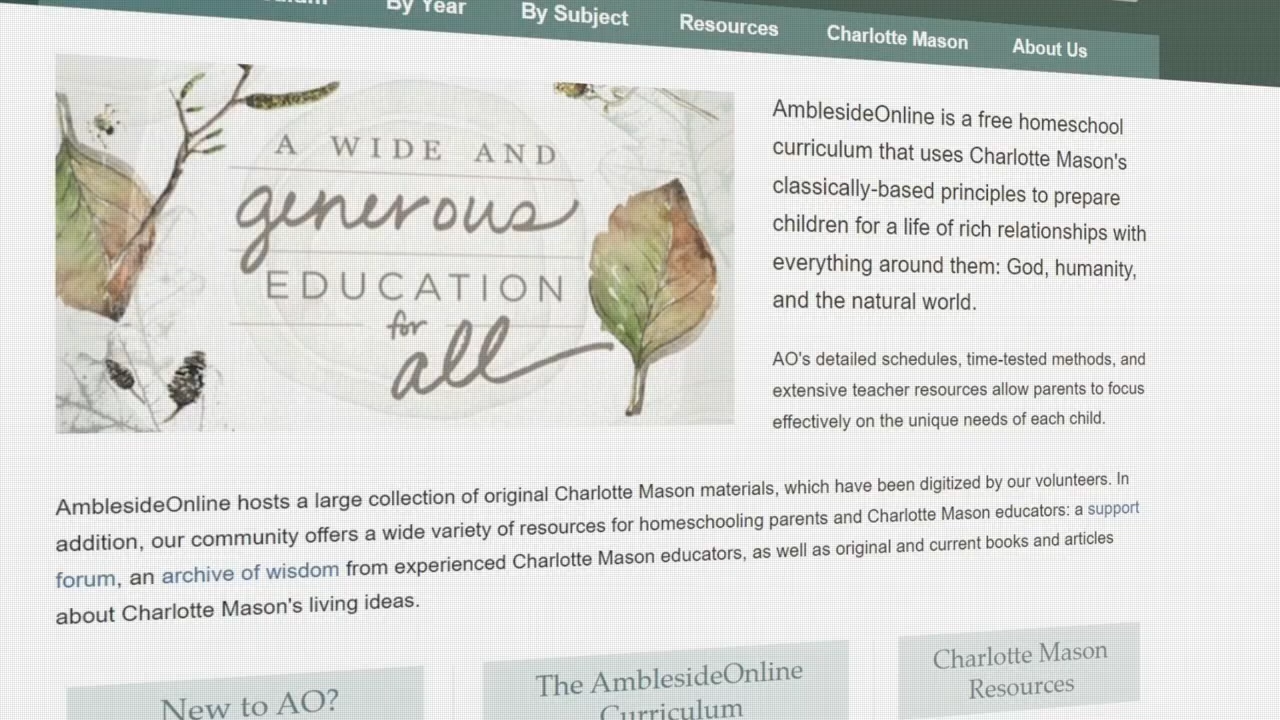 By Year
By Subject
Resources
Charlotte Mason
About Us
A WIDE AND
generous
EDUCATION
for
all
AmblesideOnline is a free homeschool
curriculum that uses Charlotte Mason's
classically-based principles to prepare
children for a life of rich relationships with
everything around them: God, humanity,
and the natural world.
AO's detailed schedules, time-tested methods, and
extensive teacher resources allow parents to focus
effectively on the unique needs of each child.
AmblesideOnline hosts a large collection of original Charlotte Mason materials, which have been digitized by our volunteers. In
addition, our community offers a wide variety of resources for homeschooling parents and Charlotte Mason educators: a support
forum, an archive of wisdom from experienced Charlotte Mason educators, as well as original and current books and articles
about Charlotte Mason's living ideas.
New to AO?
The AmblesideOnline
Curriculum
Charlotte Mason
Resources